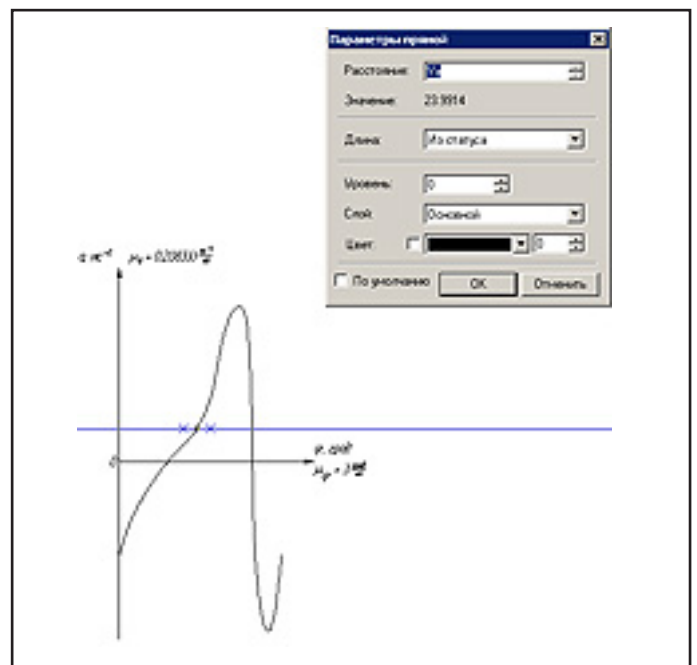 Параметры прямой
Расстояние:
Значение: 23.9914
Длина: Из статуса
Уровень: 0
Слой: Основной
Цвет: 0
По умолчанию OK Отменить
0